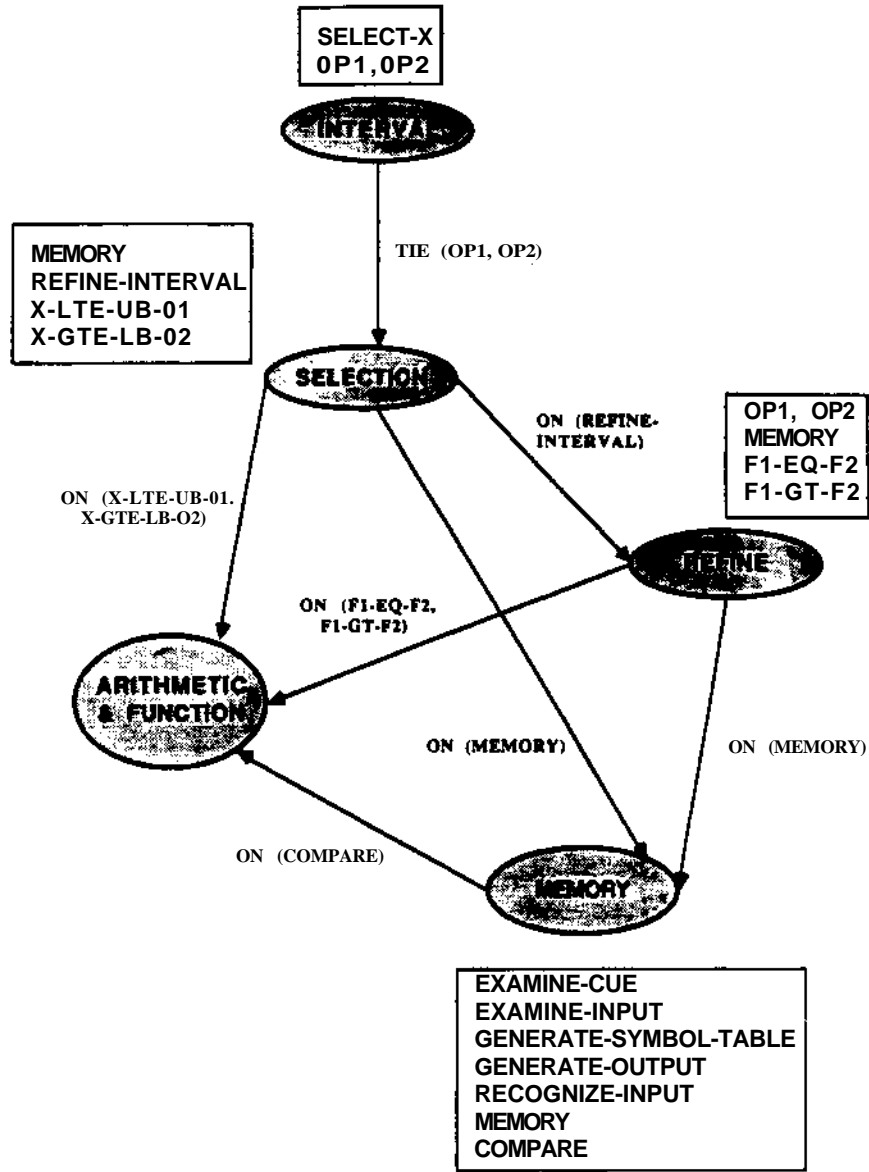 SELECT-X
0P1,0P2
INTERVAL
TIE (OP1, OP2)
MEMORY
REFINE-INTERVAL
X-LTE-UB-01
X-GTE-LB-02
SELECTION
ON (REFINE-
INTERVAL)
OP1, OP2
MEMORY
F1-EQ-F2
F1-GT-F2
ON (X-LTE-UB-01.
X-GTE-LB-O2)
REFINE
ON (F1-EQ-F2,
F1-GT-F2)
ARITHMETIC
& FUNCTION
ON (MEMORY)
ON (MEMORY)
ON (COMPARE)
MEMORY
EXAMINE-CUE
EXAMINE-INPUT
GENERATE-SYMBOL-TABLE
GENERATE-OUTPUT
RECOGNIZE-INPUT
MEMORY
COMPARE